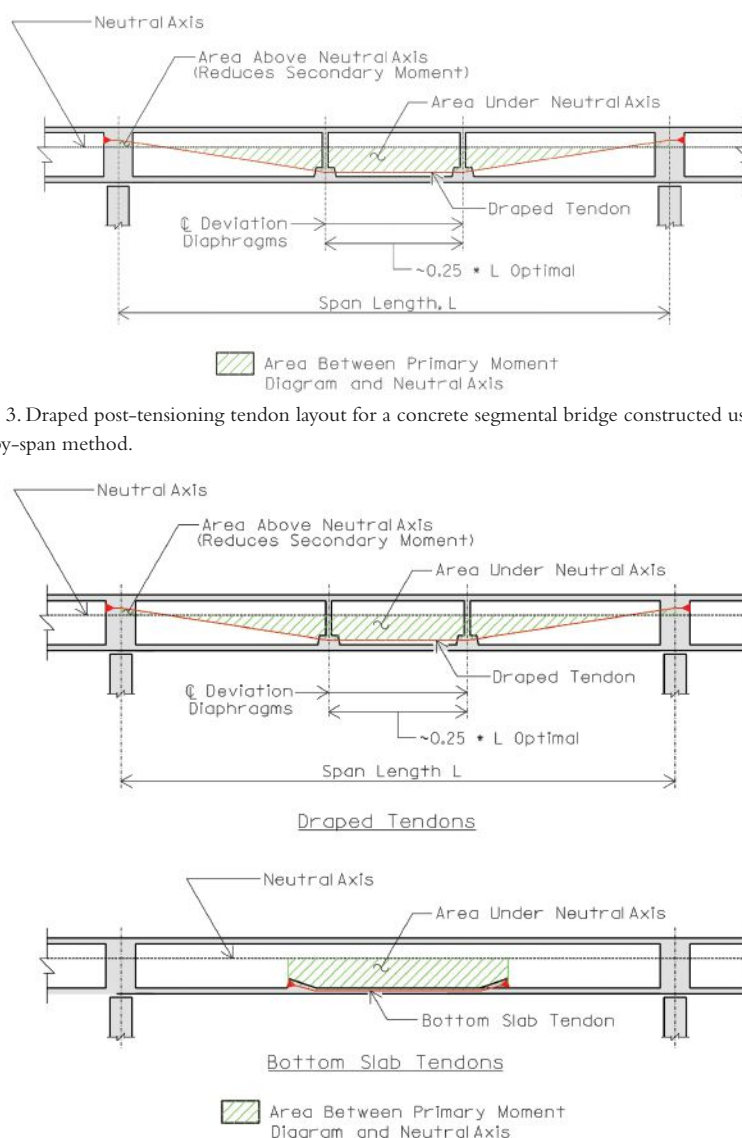 Neutral Axis
Area Above Neutral Axis
(Reduces Secondary Moment)
Area Under Neutral Axis
Draped Tendon
℄ Deviation
Diaphragms
~0.25 * L Optimal
Span Length, L
Area Between Primary Moment
Diagram and Neutral Axis
3. Draped post-tensioning tendon layout for a concrete segmental bridge constructed us
by-span method.
Neutral Axis
Area Above Neutral Axis
(Reduces Secondary Moment)
Area Under Neutral Axis
Draped Tendon
℄ Deviation
Diaphragms
~0.25 * L Optimal
Span Length L
Draped Tendons
Neutral Axis
Area Under Neutral Axis
Bottom Slab Tendon
Bottom Slab Tendons
Area Between Primary Moment
Diagram and Neutral Axis